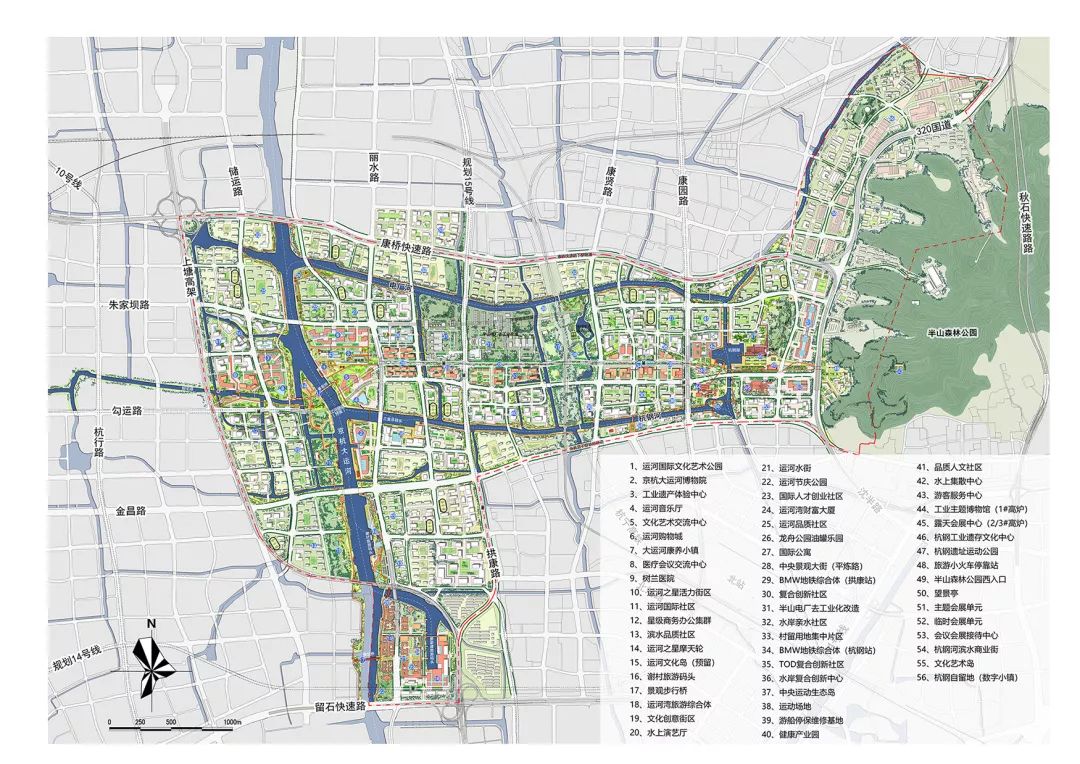 10号线
储运路
丽水路
规划15号线
康贤路
康园路
320国道
秋石快速路
康桥快速路
上塘高架
电厂河
朱家坝路
半山森林公园
杭钢河
勾运路
京杭大运河
杭行路
金昌路
拱康路
沈半路
北站
规划14号线
留石快速路
N
0 250 500 1000m
1、运河国际文化艺术公园
2、京杭大运河博物院
3、工业遗产体验中心
4、运河音乐厅
5、文化艺术交流中心
6、运河购物城
7、大运河康养小镇
8、医疗会议交流中心
9、树兰医院
10、运河之星活力街区
11、运河国际社区
12、星级商务办公集群
13、滨水品质社区
14、运河之星摩天轮
15、运河文化岛（预留）
16、谢村旅游码头
17、景观步行桥
18、运河湾旅游综合体
19、文化创意街区
20、水上演艺厅
21、运河水街
22、运河节庆公园
23、国际人才创业社区
24、运河湾财富大厦
25、运河品质社区
26、龙舟公园油罐乐园
27、国际公寓
28、中央景观大街（平炼路）
29、BMW地铁综合体（拱康站）
30、复合创新社区
31、半山电厂去工业化改造
32、水岸亲水社区
33、村留用地集中片区
34、BMW地铁综合体（杭钢站）
35、TOD复合创新社区
36、水岸复合创新中心
37、中央运动生态岛
38、运动场地
39、游船停保维修基地
40、健康产业园
41、品质人文社区
42、水上集散中心
43、游客服务中心
44、工业主题博物馆（1#高炉）
45、露天会展中心（2/3#高炉）
46、杭钢工业遗存文化中心
47、杭钢遗址运动公园
48、旅游小火车停靠站
49、半山森林公园西入口
50、望景亭
51、主题会展单元
52、临时会展单元
53、会议会展接待中心
54、杭钢河滨水商业街
55、文化艺术岛
56、杭钢自留地（数字小镇）